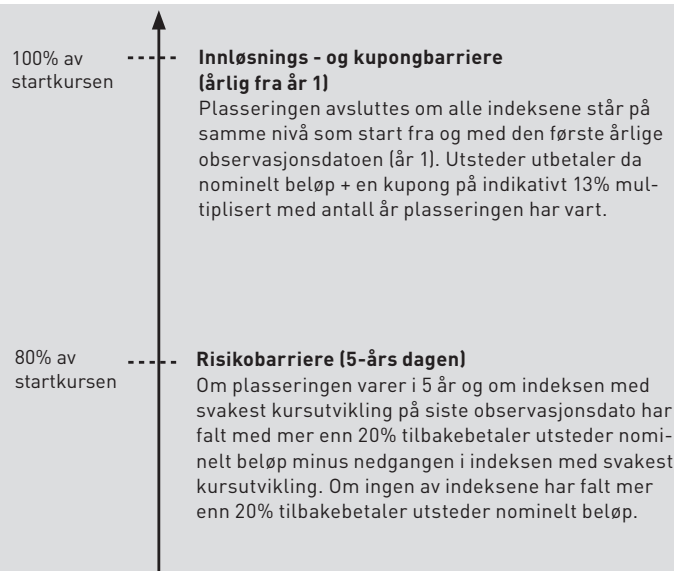 100% av
startkursen
Innløsnings - og kupongbarriere
(årlig fra år 1)
Plasseringen avsluttes om alle indeksene står på
samme nivå som start fra og med den første årlige
observasjonsdatoen (år 1). Utsteder utbetaler da
nominelt beløp + en kupong på indikativt 13% mul-
tiplisert med antall år plasseringen har vart.
80% av
startkursen
Risikobarriere (5-års dagen)
Om plasseringen varer i 5 år og om indeksen med
svakest kursutvikling på siste observasjonsdato har
falt med mer enn 20% tilbakebetaler utsteder nomi-
nelt beløp minus nedgangen i indeksen med svakest
kursutvikling. Om ingen av indeksene har falt mer
enn 20% tilbakebetaler utsteder nominelt beløp.